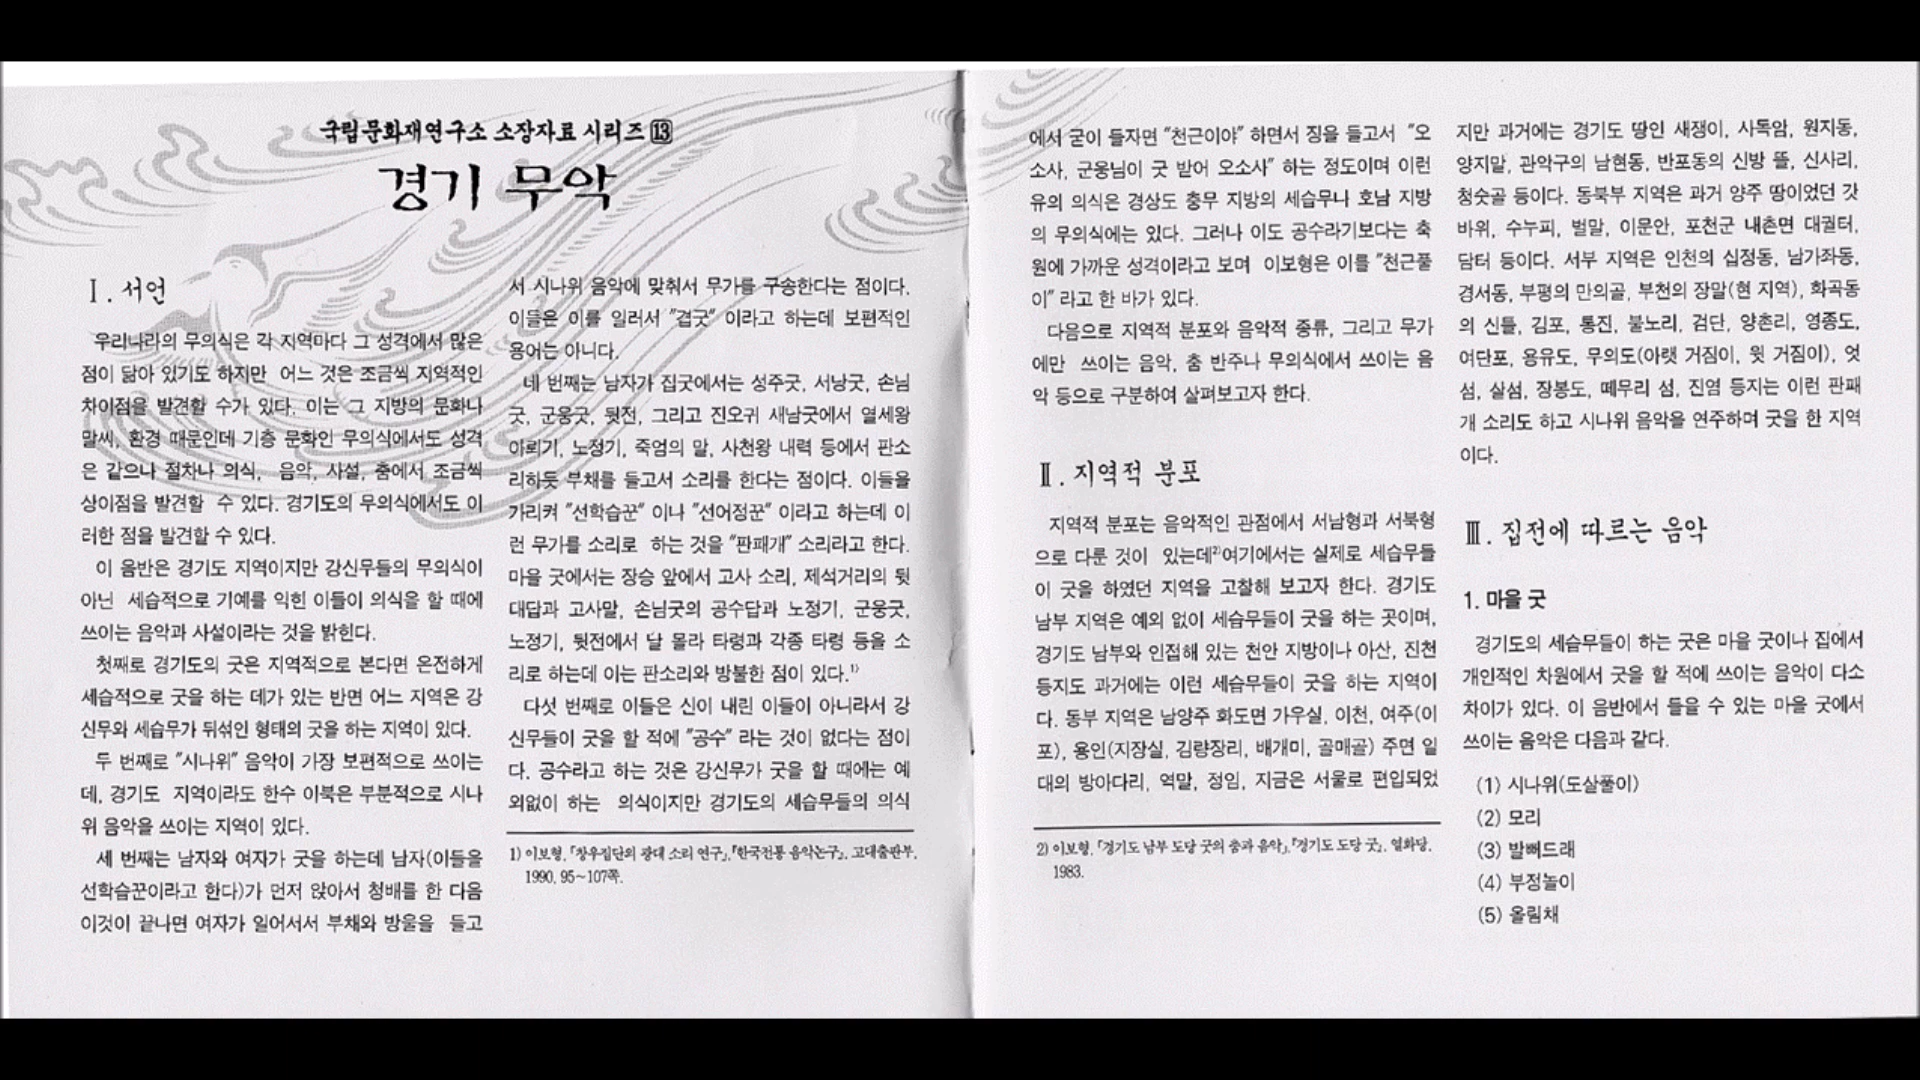 국립문화재연구소 소장자료 시리즈 13
경기 무악
Ⅰ. 서언
우리나라의 무의식은 각 지역마다 그 성격에서 많은
점이 닮아 있기도 하지만 어느 것은 조금씩 지역적인
차이점을 발견할 수가 있다. 이는 그 지방의 문화나
말씨, 환경 때문인데 기층 문화인 무의식에서도 성격
은 같으나 절차나 의식, 음악, 사설, 춤에서 조금씩
상이점을 발견할 수 있다. 경기도의 무의식에서도 이
러한 점을 발견할 수 있다.
이 음반은 경기도 지역이지만 강신무들의 무의식이
아닌 세습적으로 기예를 익힌 이들이 의식을 할 때에
쓰이는 음악과 사설이라는 것을 밝힌다.
첫째로 경기도의 굿은 지역적으로 본다면 온전하게
세습적으로 굿을 하는 데가 있는 반면 어느 지역은 강
신무와 세습무가 뒤섞인 형태의 굿을 하는 지역이 있다.
두 번째로 "시나위" 음악이 가장 보편적으로 쓰이는
데, 경기도 지역이라도 한수 이북은 부분적으로 시나
위 음악을 쓰이는 지역이 있다.
세 번째는 남자와 여자가 굿을 하는데 남자(이들을
선학습꾼이라고 한다)가 먼저 앉아서 청배를 한 다음
이것이 끝나면 여자가 일어서서 부채와 방울을 들고
서 시나위 음악에 맞춰서 무가를 구송한다는 점이다.
이들은 이를 일러서 "겹굿" 이라고 하는데 보편적인
용어는 아니다.
네 번째는 남자가 집굿에서는 성주굿, 서낭굿, 손님
굿, 군웅굿, 뒷전, 그리고 진오귀 새남굿에서 열세왕
아뢰기, 노정기, 죽엄의 말, 사천왕 내력 등에서 판소
리하듯 부채를 들고서 소리를 한다는 점이다. 이들을
가리켜 "선학습꾼" 이나 "선어정꾼" 이라고 하는데 이
런 무가를 소리로 하는 것을 "판패개" 소리라고 한다.
마을 굿에서는 장승 앞에서 고사 소리, 제석거리의 뒷
대답과 고사말, 손님굿의 공수답과 노정기, 군웅굿,
노정기, 뒷전에서 달 몰라 타령과 각종 타령 등을 소
리로 하는데 이는 판소리와 방불한 점이 있다.1)
다섯 번째로 이들은 신이 내린 이들이 아니라서 강
신무들이 굿을 할 적에 "공수" 라는 것이 없다는 점이
다. 공수라고 하는 것은 강신무가 굿을 할 때에는 예
외없이 하는 의식이지만 경기도의 세습무들의 의식
1) 이보형, 「창우집단의 광대 소리 연구」, 『한국전통 음악논구』, 고대출판부,
1990, 95~107쪽.
에서 굳이 들자면 "천근이야" 하면서 징을 들고서 "오
소사, 군웅님이 굿 받어 오소사" 하는 정도이며 이런
유의 의식은 경상도 충무 지방의 세습무나 호남 지방
의 무의식에는 있다. 그러나 이도 공수라기보다는 축
원에 가까운 성격이라고 보며 이보형은 이를 "천근풀
이" 라고 한 바가 있다.
다음으로 지역적 분포와 음악적 종류, 그리고 무가
에만 쓰이는 음악, 춤 반주나 무의식에서 쓰이는 음
악 등으로 구분하여 살펴보고자 한다.
Ⅱ. 지역적 분포
지역적 분포는 음악적인 관점에서 서남형과 서북형
으로 다룬 것이 있는데2)여기에서는 실제로 세습무들
이 굿을 하였던 지역을 고찰해 보고자 한다. 경기도
남부 지역은 예외 없이 세습무들이 굿을 하는 곳이며,
경기도 남부와 인접해 있는 천안 지방이나 아산, 진천
등지도 과거에는 이런 세습무들이 굿을 하는 지역이
다. 동부 지역은 남양주 화도면 가우실, 이천, 여주(이
포), 용인(지장실, 김량장리, 배개미, 골매골) 주면 일
대의 방아다리, 역말, 정임, 지금은 서울로 편입되었
2) 이보형, 「경기도 남부 도당 굿의 춤과 음악」, 『경기도 도당 굿』, 열화당,
1983.
지만 과거에는 경기도 땅인 새쟁이, 사독암, 원지동,
양지말, 관악구의 남현동, 반포동의 신방 뜰, 신사리,
청숫골 등이다. 동북부 지역은 과거 양주 땅이었던 갓
바위, 수누피, 벌말, 이문안, 포천군 내촌면 대궐터,
담터 등이다. 서부 지역은 인천의 십정동, 남가좌동,
경서동, 부평의 만의골, 부천의 장말(현 지역), 화곡동
의 신들, 김포, 통진, 불노리, 검단, 양촌리, 영종도,
여단포, 용유도, 무의도(아랫 거짐이, 윗 거짐이), 엇
섬, 살섬, 장봉도, 떼무리 섬, 진염 등지는 이런 판패
개 소리도 하고 시나위 음악을 연주하며 굿을 한 지역
이다.
Ⅲ. 집전에 따르는 음악
1. 마을 굿
경기도의 세습무들이 하는 굿은 마을 굿이나 집에서
개인적인 차원에서 굿을 할 적에 쓰이는 음악이 다소
차이가 있다. 이 음반에서 들을 수 있는 마을 굿에서
쓰이는 음악은 다음과 같다.
(1) 시나위(도살풀이)
(2) 모리
(3) 발뻐드래
(4) 부정놀이
(5) 올림채